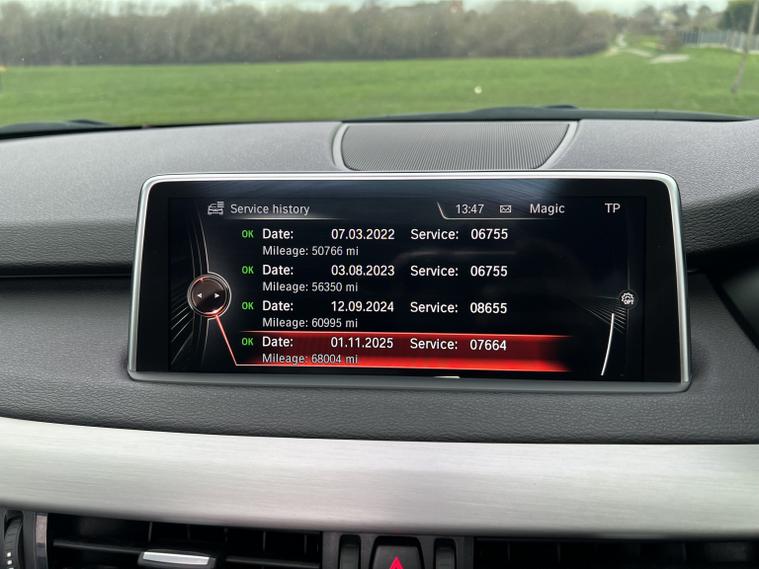 Service history 13:47 Magic TP
OK Date: 07.03.2022 Service: 06755
Mileage: 50766 mi
OK Date: 03.08.2023 Service: 06755
Mileage: 56350 mi
OK Date: 12.09.2024 Service: 08655
Mileage: 60995 mi
OK Date: 01.11.2025 Service: 07664
Mileage: 68004 mi
OPT